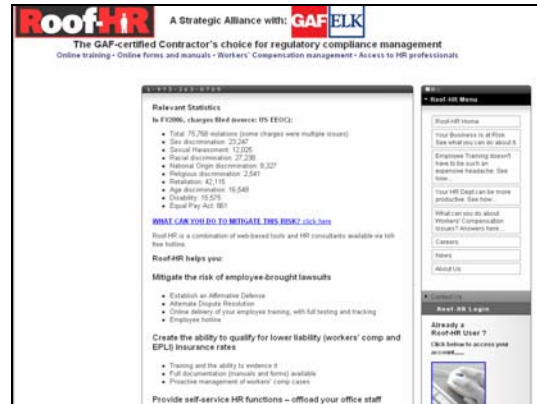 Roof-HR
A Strategic Alliance with: GAF ELK
The GAF-certified Contractor's choice for regulatory compliance management
Online training • Online forms and manuals • Workers' Compensation management • Access to HR professionals
Relevant Statistics
In FY2006, charges filed (source: US EEOC):
Total: 75,768 violations (some charges were multiple issues)
Sex discrimination: 23,247
Sexual Harassment: 12,025
Racial discrimination: 27,238
National Origin discrimination: 8,327
Religious discrimination: 2,541
Retaliation: 42,115
Age discrimination: 16,548
Disability: 15,575
Equal Pay Act: 861
WHAT CAN YOU DO TO MITIGATE THIS RISK? click here
Roof-HR is a combination of web-based tools and HR consultants available via toll-
free hotline.
Roof-HR helps you:
Mitigate the risk of employee-brought lawsuits
Establish an Affirmative Defense
Alternate Dispute Resolution
Online delivery of your employee training, with full testing and tracking
Employee hotline
Create the ability to qualify for lower liability (workers' comp and
EPLI) insurance rates
Training and the ability to evidence it
Full documentation (manuals and forms) available
Proactive management of workers' comp cases
Provide self-service HR functions – offload your office staff
Roof-HR Menu
Roof-HR Home
Your Business is at Risk
See what you can do about it
Employee Training doesn't
have to be such an
expensive headache. See
how...
Your HR Dept can be more
productive. See how...
What can you do about
Workers' Compensation
issues? Answers here...
Careers
News
About Us
Contact Us
Roof-HR Login
Already a
Roof-HR User ?
Click below to access your
account.....